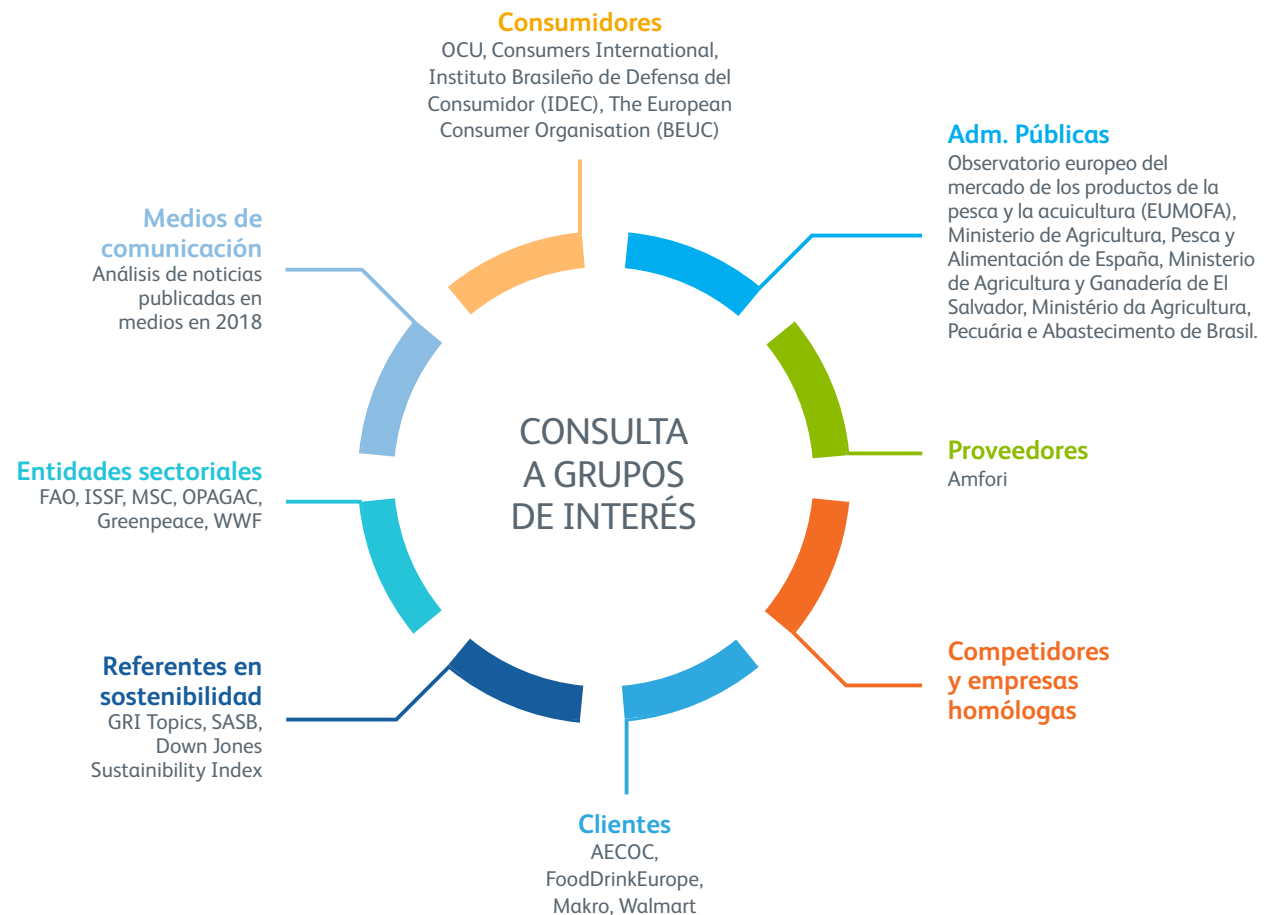 Consumidores
OCU, Consumers International,
Instituto Brasileño de Defensa del
Consumidor (IDEC), The European
Consumer Organisation (BEUC)
Adm. Públicas
Observatorio europeo del
mercado de los productos de la
pesca y la acuicultura (EUMOFA),
Ministerio de Agricultura, Pesca y
Alimentación de España, Ministerio
de Agricultura y Ganadería de El
Salvador, Ministério da Agricultura,
Pecuária e Abastecimento de Brasil.
Medios de
comunicación
Análisis de noticias
publicadas en
medios en 2018
CONSULTA
A GRUPOS
DE INTERÉS
Proveedores
Amfori
Entidades sectoriales
FAO, ISSF, MSC, OPAGAC,
Greenpeace, WWF
Competidores
y empresas
homólogas
Referentes en
sostenibilidad
GRI Topics, SASB,
Down Jones
Sustainibility Index
Clientes
AECOC,
FoodDrinkEurope,
Makro, Walmart